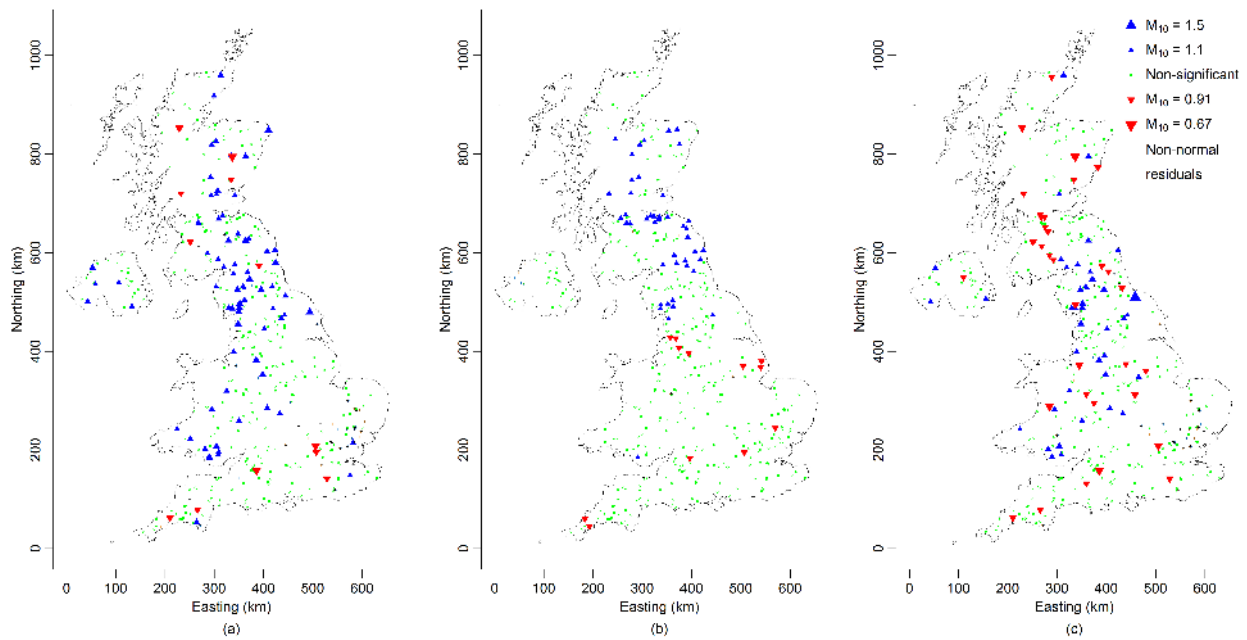 1000
800
600
400
200
0
Northing (km)
0 100 200 300 400 500 600
Easting (km)
(a)
1000
800
600
400
200
0
Northing (km)
0 100 200 300 400 500 600
Easting (km)
(b)
1000
800
600
400
200
0
Northing (km)
0 100 200 300 400 500 600
Easting (km)
(c)
M10 = 1.5
M10 = 1.1
Non-significant
M10 = 0.91
M10 = 0.67
Non-normal
residuals